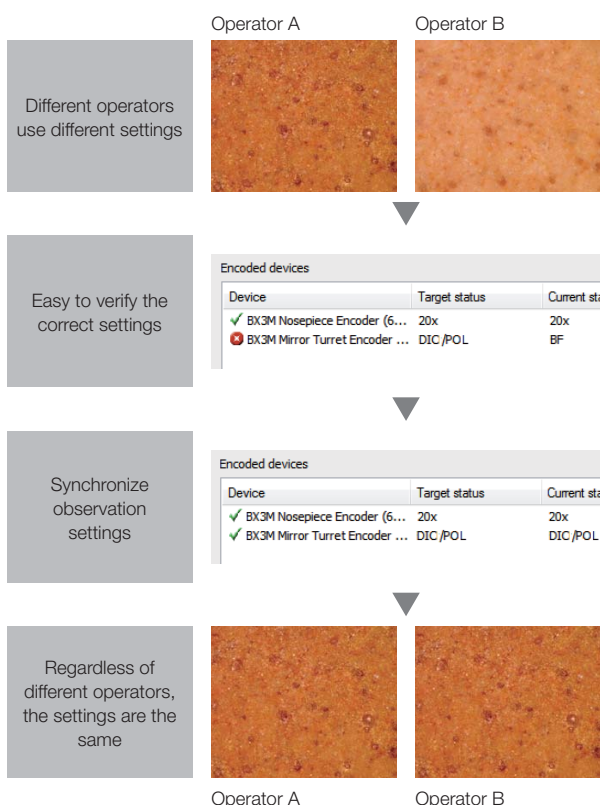 Operator A Operator B
Different operators
use different settings
Easy to verify the
correct settings
Encoded devices
Device Target status Current sta
BX3M Nosepiece Encoder (6... 20x 20x
BX3M Mirror Turret Encoder ... DIC/POL BF
Synchronize
observation
settings
Encoded devices
Device Target status Current sta
BX3M Nosepiece Encoder (6... 20x 20x
BX3M Mirror Turret Encoder ... DIC/POL DIC/POL
Regardless of
different operators,
the settings are the
same
Operator A Operator B